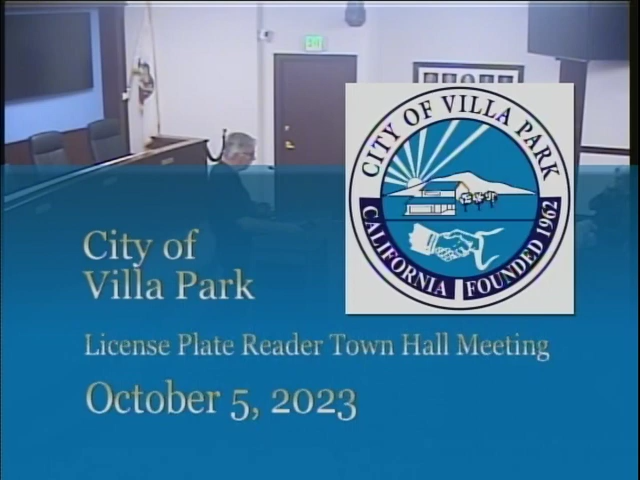 CITY OF VILLA PARK
CALIFORNIA FOUNDED 1962
City of
Villa Park
License Plate Reader Town Hall Meeting
October 5, 2023